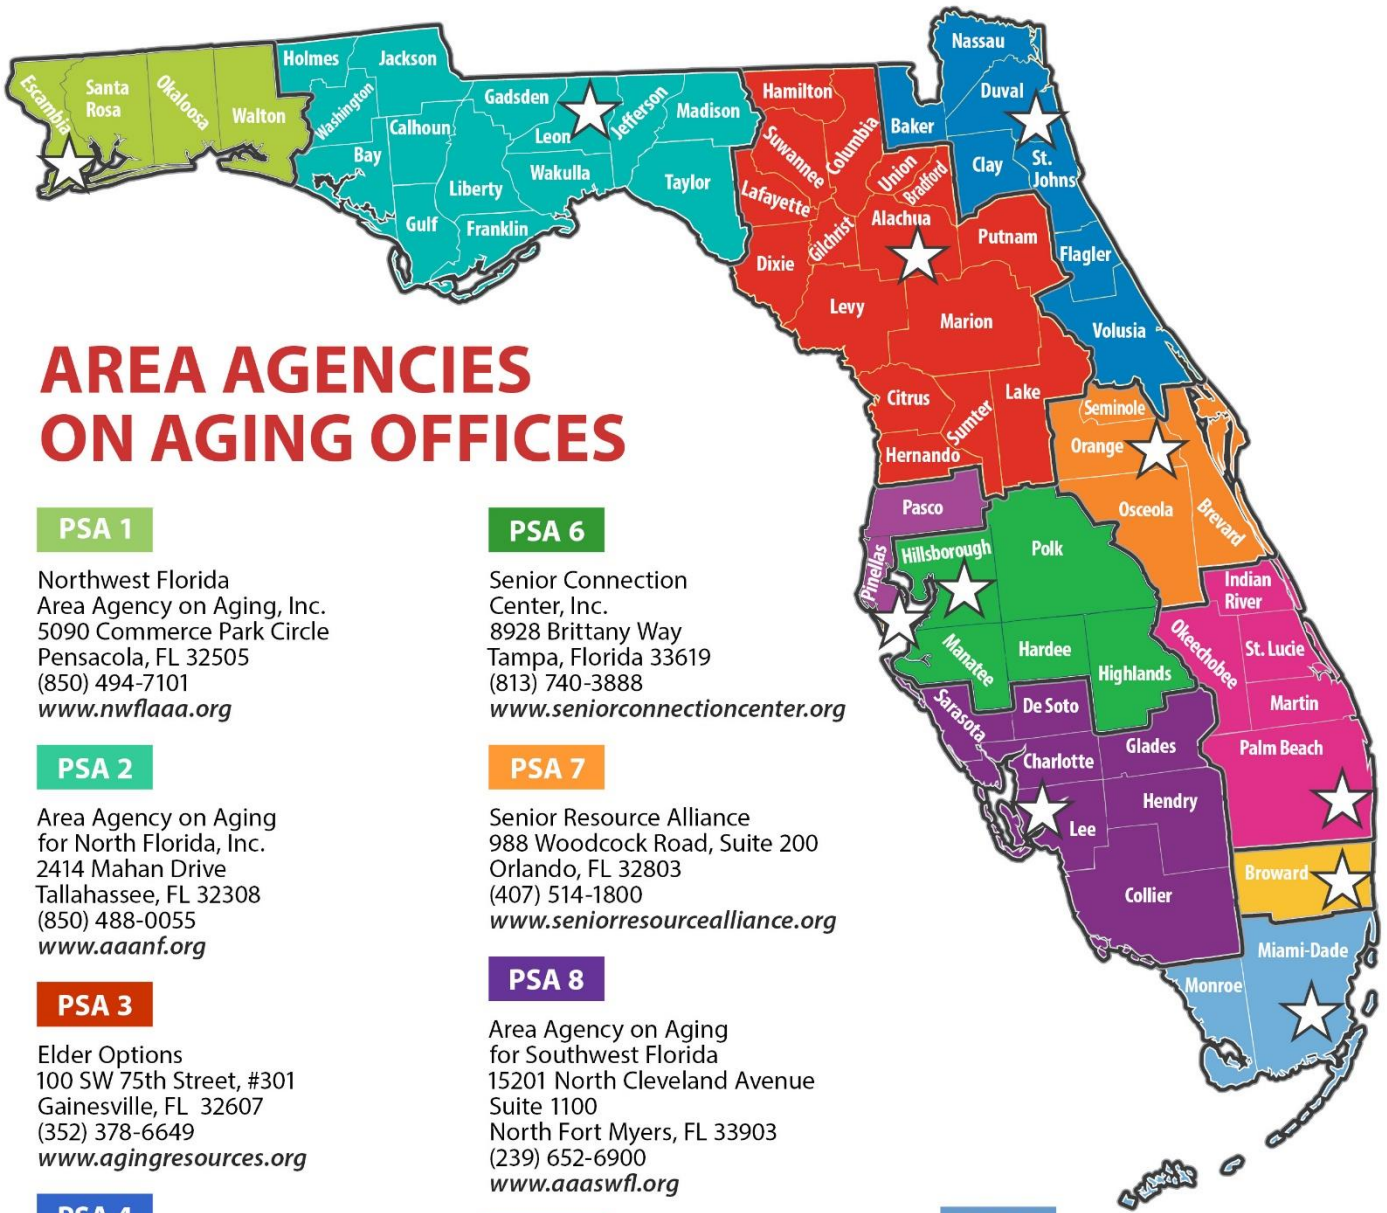 Nassau
Holmes
Jackson
Escambia
Santa
Rosa
Okaloosa
Walton
Washington
Calhoun
Bay
Gadsden
Leon
Jefferson
Madison
Liberty
Wakulla
Taylor
Gulf
Franklin
Hamilton
Suwannee
Columbia
Baker
Duval
Union
Bradford
Clay
St.
Johns
Lafayette
Gilchrist
Alachua
Putnam
Dixie
Flagler
Levy
Marion
Volusia
Citrus
Sumter
Lake
Hernando
Seminole
Orange
Osceola
Brevard
Pasco
Pinellas
Hillsborough
Polk
Indian
River
Manatee
Hardee
Highlands
Okeechobee
St. Lucie
Martin
Sarasota
De Soto
Charlotte
Glades
Palm Beach
Lee
Hendry
Collier
Broward
Miami-Dade
Monroe
AREA AGENCIES
ON AGING OFFICES
PSA 1
Northwest Florida
Area Agency on Aging, Inc.
5090 Commerce Park Circle
Pensacola, FL 32505
(850) 494-7101
www.nwflaaa.org
PSA 2
Area Agency on Aging
for North Florida, Inc.
2414 Mahan Drive
Tallahassee, FL 32308
(850) 488-0055
www.aaanf.org
PSA 3
Elder Options
100 SW 75th Street, #301
Gainesville, FL 32607
(352) 378-6649
www.agingresources.org
PSA 4
PSA 6
Senior Connection
Center, Inc.
8928 Brittany Way
Tampa, Florida 33619
(813) 740-3888
www.seniorconnectioncenter.org
PSA 7
Senior Resource Alliance
988 Woodcock Road, Suite 200
Orlando, FL 32803
(407) 514-1800
www.seniorresourcealliance.org
PSA 8
Area Agency on Aging
for Southwest Florida
15201 North Cleveland Avenue
Suite 1100
North Fort Myers, FL 33903
(239) 652-6900
www.aaaswfl.org